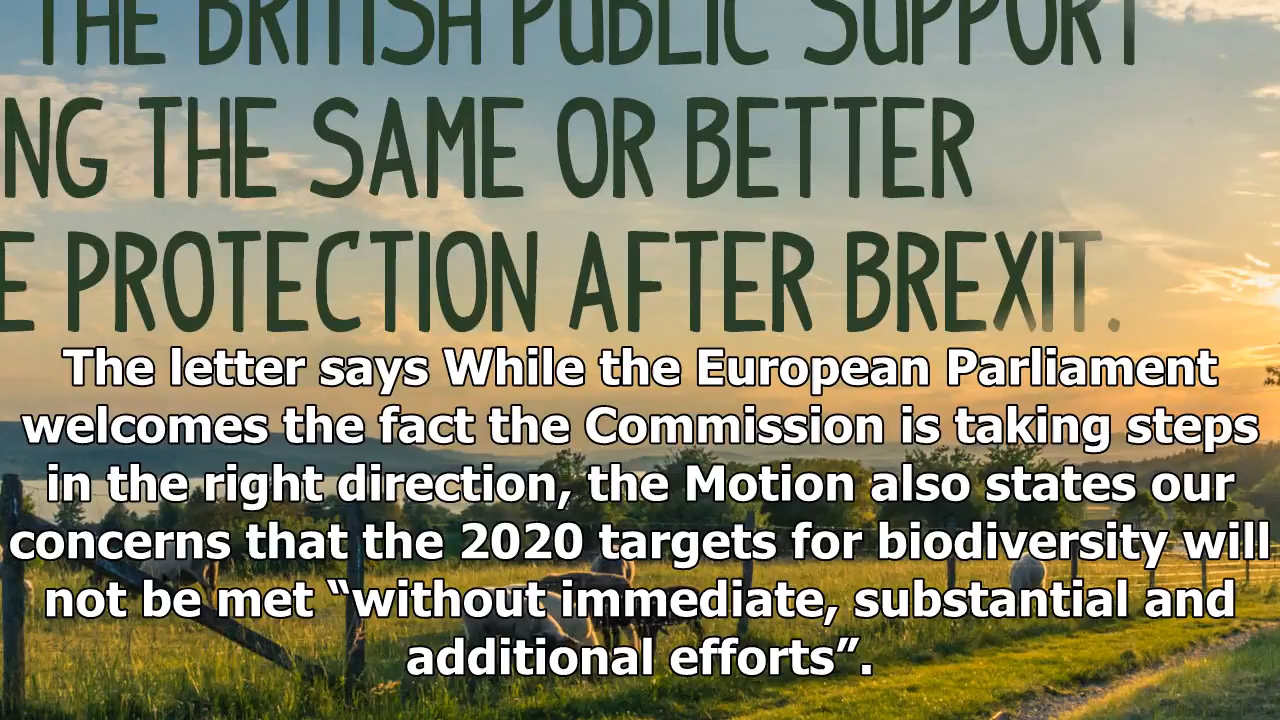 THE BRITISH PUBLIC SUPPORT
NG THE SAME OR BETTER
E PROTECTION AFTER BREXIT.
The letter says While the European Parliament
welcomes the fact the Commission is taking steps
in the right direction, the Motion also states our
concerns that the 2020 targets for biodiversity will
not be met “without immediate, substantial and
additional efforts”.